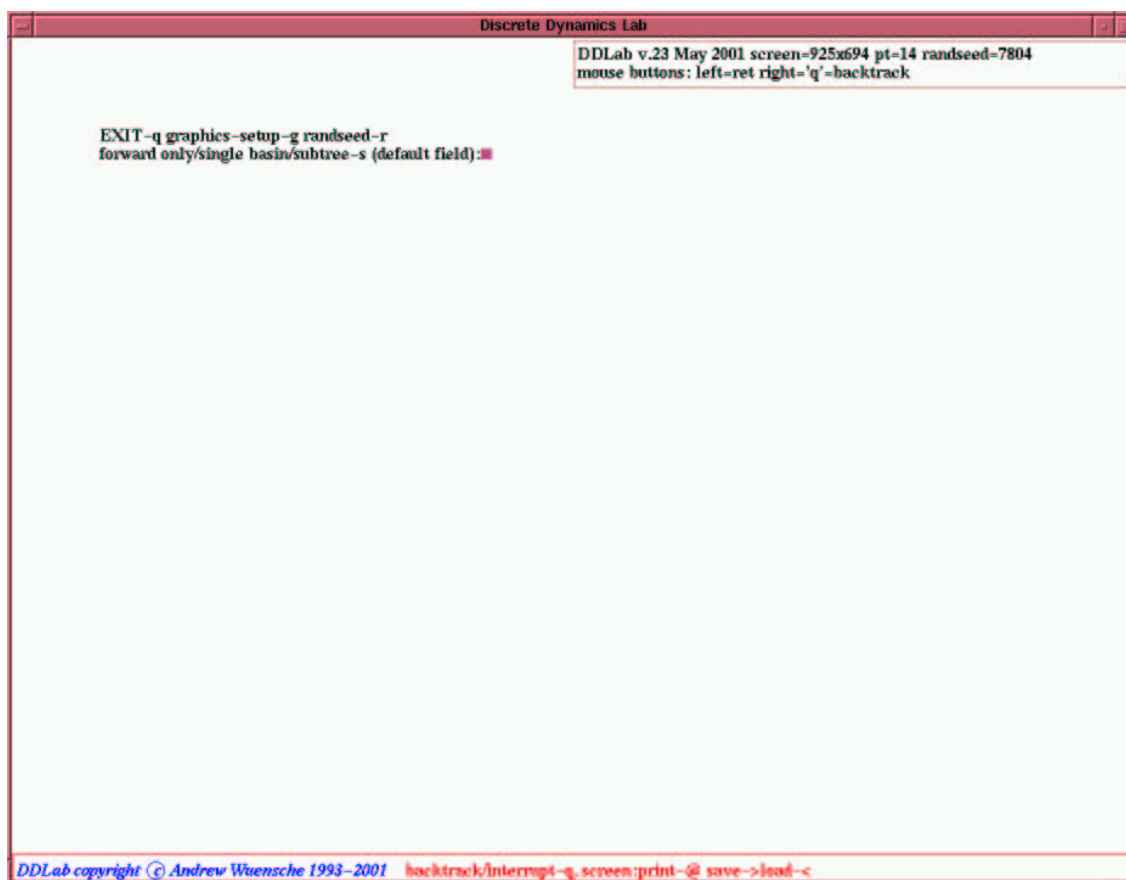 Discrete Dynamics Lab
DDLab v.23 May 2001 screen=925x694 pt=14 randseed=7804
mouse buttons: left=ret right='q'=backtrack
EXIT-q graphics-setup-g randseed-r
forward only/single basin/subtree-s (default field):
DDLab copyright © Andrew Wuensche 1993-2001 backtrack/interrupt-q, screen:print-@ save->load-<